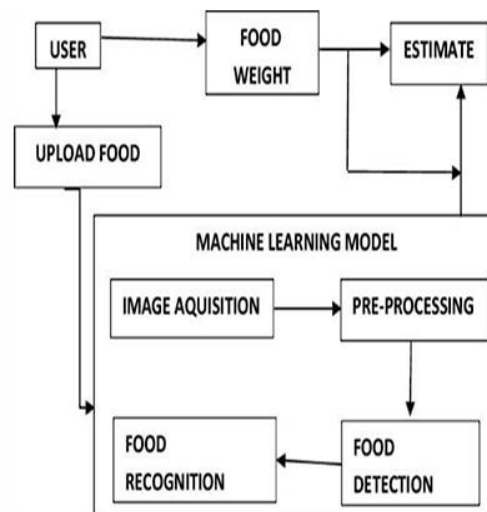 USER
FOOD
WEIGHT
ESTIMATE
UPLOAD FOOD
MACHINE LEARNING MODEL
IMAGE AQUISITION
PRE-PROCESSING
FOOD
RECOGNITION
FOOD
DETECTION